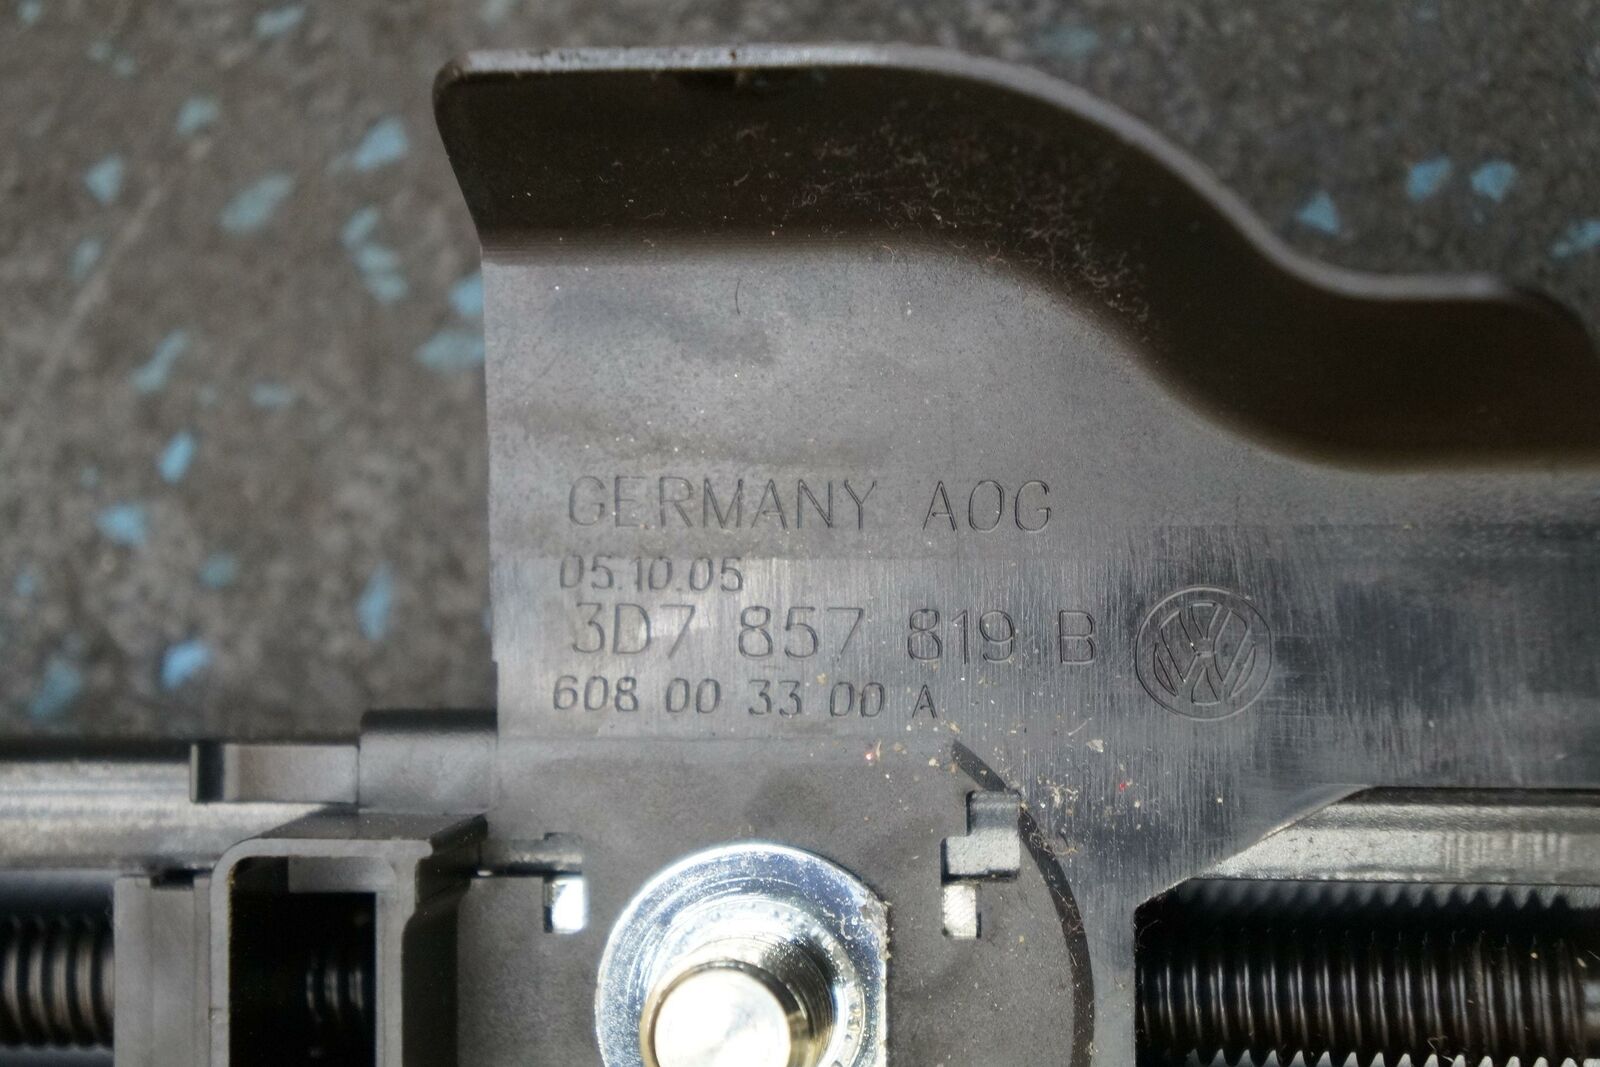 GERMANY AOG
05.10.05
3D7 857 819 B
608 00 33 00 A